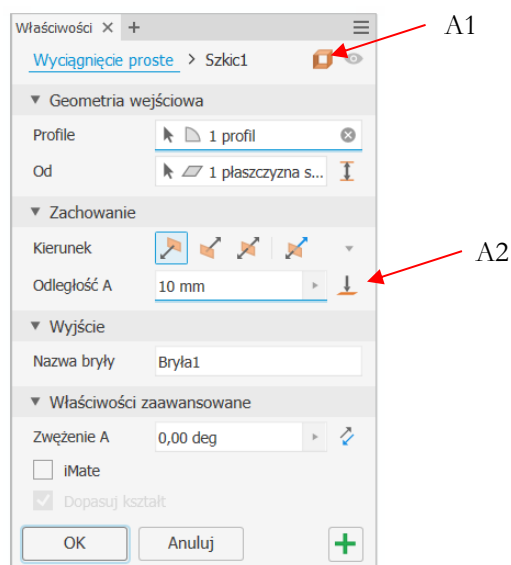 Właściwości × +
A1
Wyciągnięcie proste > Szkic1
Geometria wejściowa
Profile 1 profil
Od 1 płaszczyzna s...
Zachowanie
Kierunek
A2
Odległość A 10 mm
Wyjście
Nazwa bryły Bryła1
Właściwości zaawansowane
Zwężenie A 0,00 deg
iMate
Dopasuj kształt
OK Anuluj